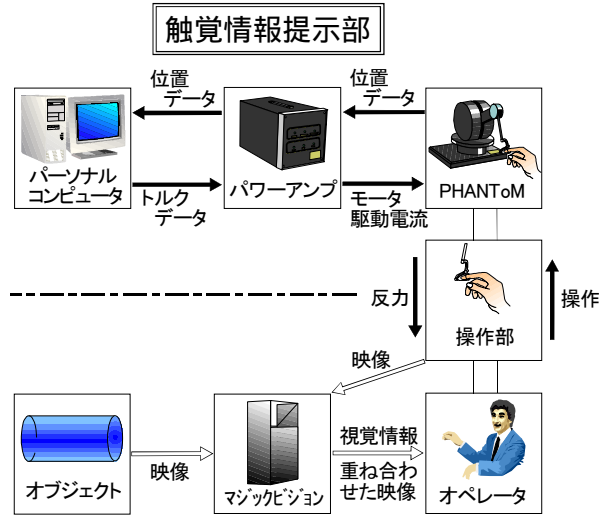 触覚情報提示部
位置
データ
位置
データ
パーソナル
コンピュータ
トルク
データ
パワーアンプ
モータ
駆動電流
PHANToM
反力
操作部
操作
映像
オブジェクト
映像
マジックビジョン
視覚情報
重ね合わ
せた映像
オペレータ